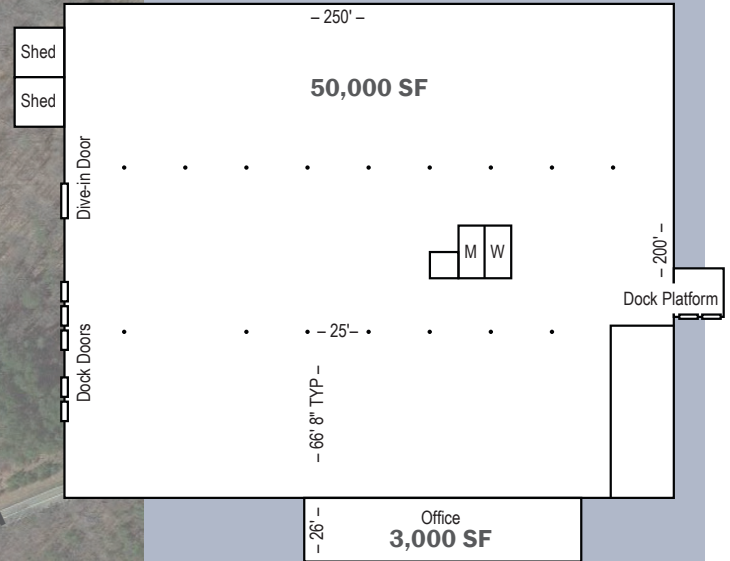 – 250' –
Shed
50,000 SF
Shed
Dive-in Door
M W
– 200' –
Dock Platform
– 25'–
Dock Doors
– 66' 8" TYP –
Office
– 26' –
3,000 SF